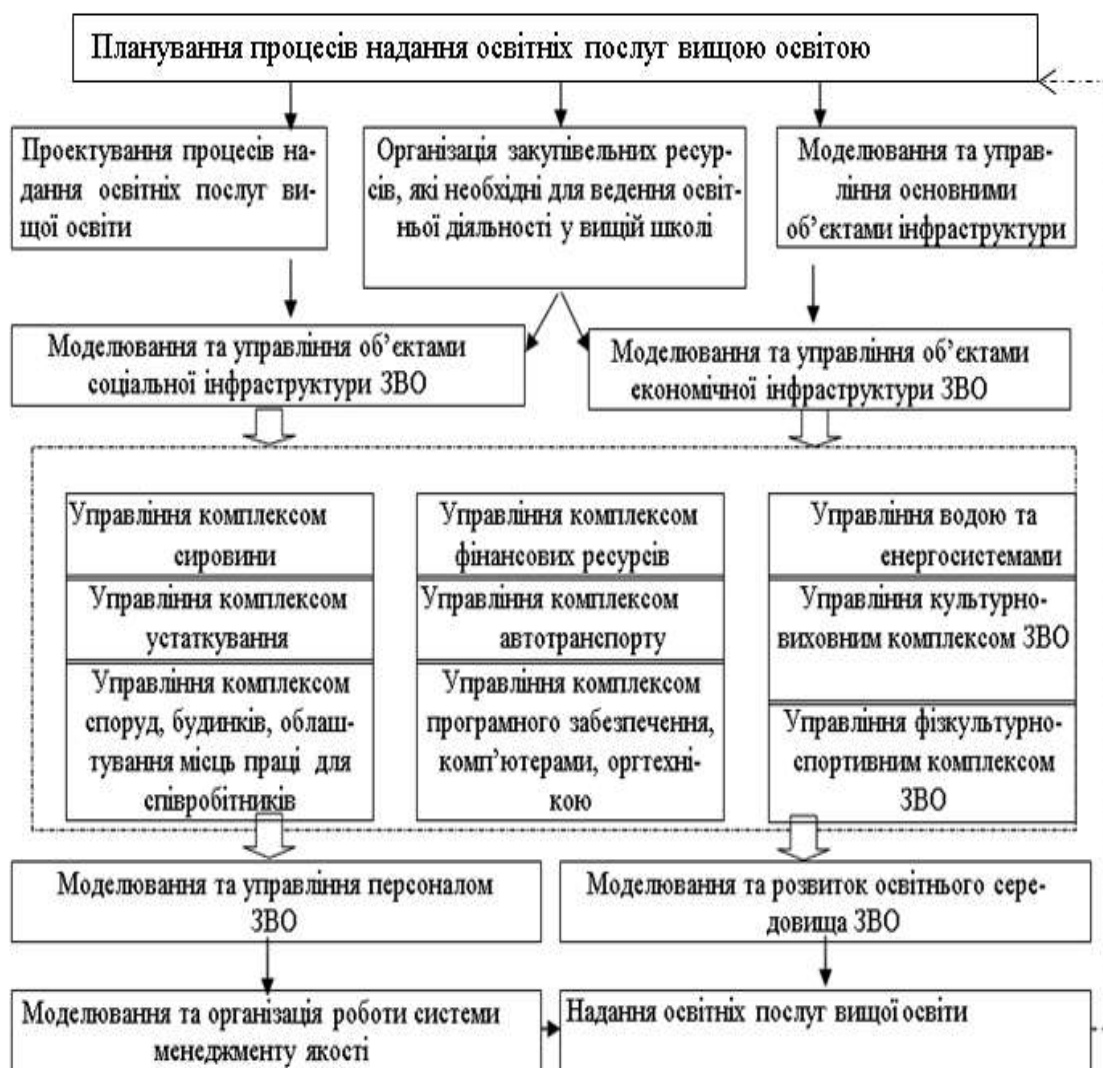 Планування процесів надання освітніх послуг вищою освітою
Проектування процесів на-
дання освітніх послуг ви-
щої освіти
Організація закупівельних ресур-
сів, які необхідні для ведення освіт-
ньої діяльності у вищій школі
Моделювання та управ-
ління основними
об’єктами інфраструктури
Моделювання та управління об’єктами
соціальної інфраструктури ЗВО
Моделювання та управління об’єктами
економічної інфраструктури ЗВО
Управління комплексом
сировини
Управління комплексом
устаткування
Управління комплексом
споруд, будинків, облаш-
тування місць праці для
співробітників
Управління комплексом
фінансових ресурсів
Управління комплексом
автотранспорту
Управління комплексом
програмного забезпечення,
комп’ютерами, оргтехні-
кою
Управління водою та
енергосистемами
Управління культурно-
виховним комплексом ЗВО
Управління фізкультурно-
спортивним комплексом
ЗВО
Моделювання та управління персоналом
ЗВО
Моделювання та розвиток освітнього сере-
довища ЗВО
Моделювання та організація роботи системи
менеджменту якості
Надання освітніх послуг вищої освіти